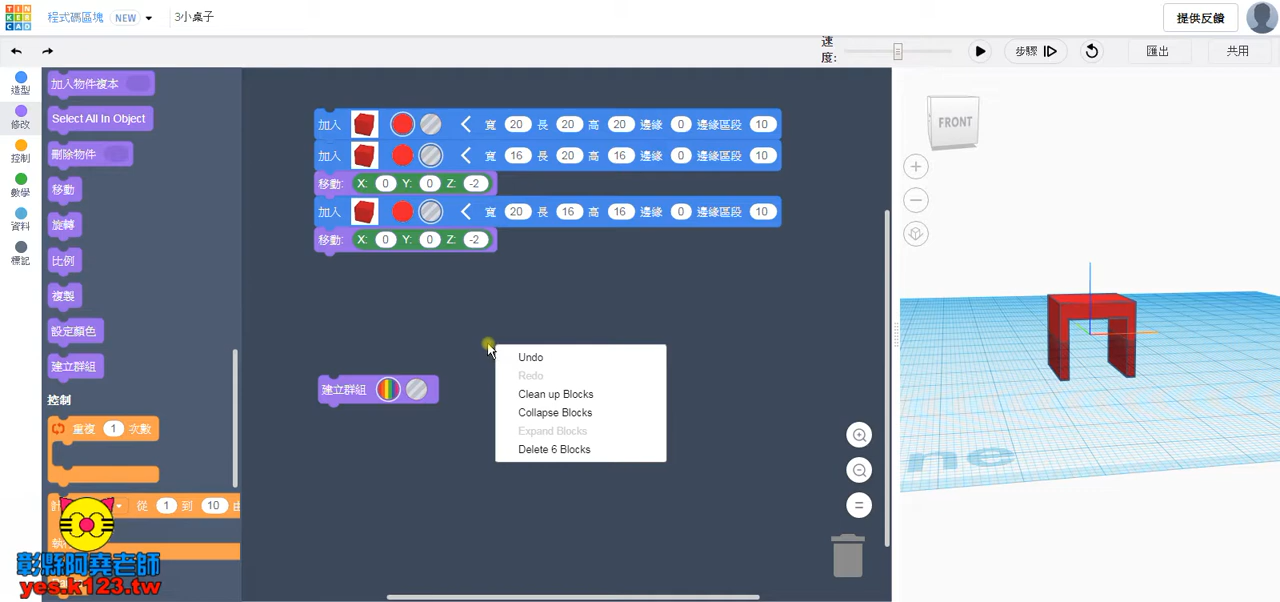 TIN
KER
CAD
程式碼區塊 NEW
3小桌子
提供反饋
速
度:
步驟
匯出
共用
造型
修改
控制
數學
資料
標記
加入物件複本
Select All In Object
刪除物件
移動
旋轉
比例
複製
設定顏色
建立群組
控制
重復 1 次數
從 1 到 10 由
加入 寬 20 長 20 高 20 邊緣 0 邊緣區段 10
加入 寬 16 長 20 高 16 邊緣 0 邊緣區段 10
移動: X: 0 Y: 0 Z: -2
加入 寬 20 長 16 高 16 邊緣 0 邊緣區段 10
移動: X: 0 Y: 0 Z: -2
建立群組
Undo
Redo
Clean up Blocks
Collapse Blocks
Expand Blocks
Delete 6 Blocks
FRONT
ne
彰縣阿堯老師
yes.k123.tw